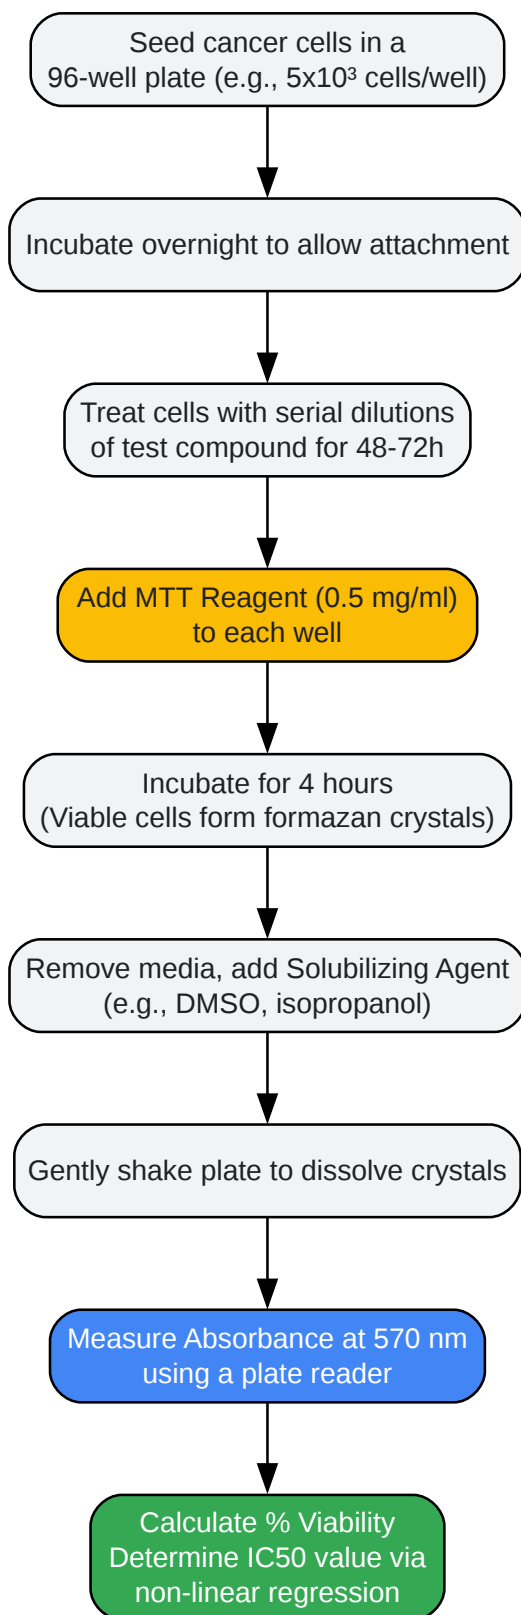 Seed cancer cells in a
96-well plate (e.g., 5x10³ cells/well)
Incubate overnight to allow attachment
Treat cells with serial dilutions
of test compound for 48-72h
Add MTT Reagent (0.5 mg/ml)
to each well
Incubate for 4 hours
(Viable cells form formazan crystals)
Remove media, add Solubilizing Agent
(e.g., DMSO, isopropanol)
Gently shake plate to dissolve crystals
Measure Absorbance at 570 nm
using a plate reader
Calculate % Viability
Determine IC50 value via
non-linear regression